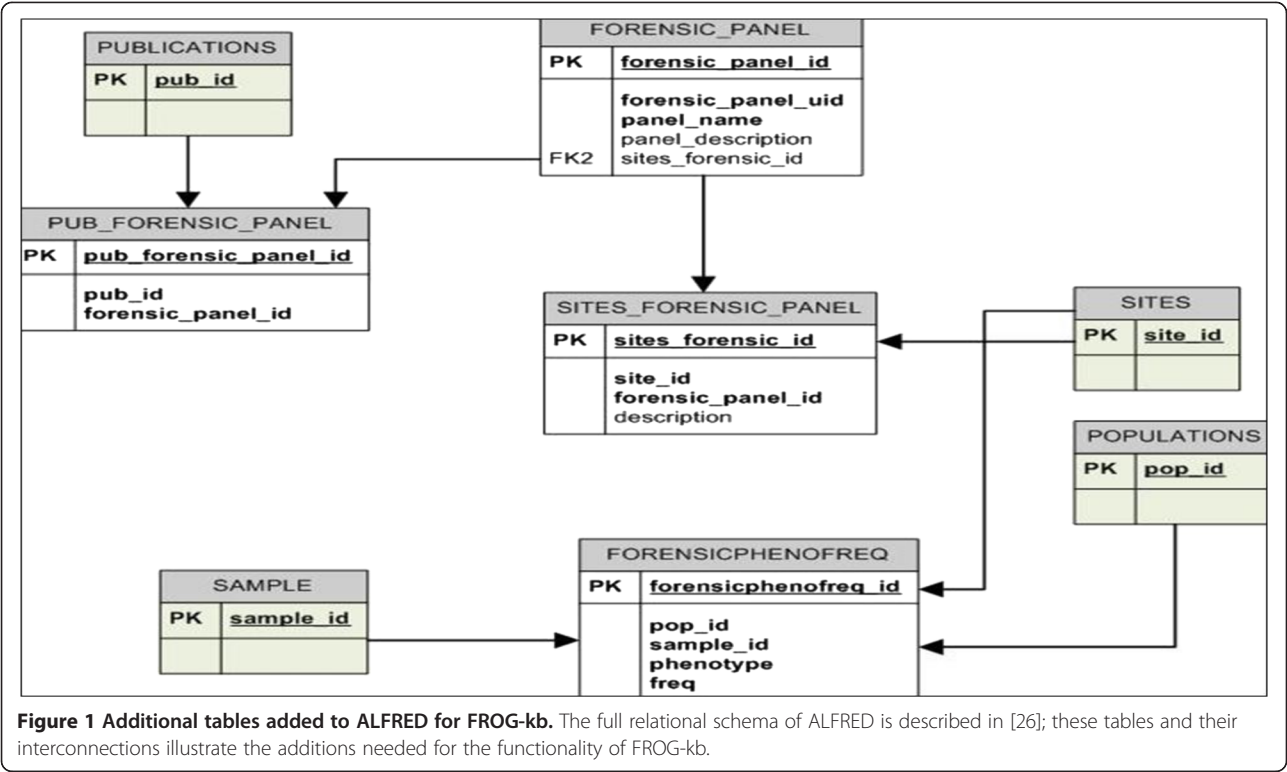 PUBLICATIONS
PK pub_id
FORENSIC_PANEL
PK forensic_panel_id
forensic_panel_uid
panel_name
panel_description
FK2 sites_forensic_id
PUB_FORENSIC_PANEL
PK pub_forensic_panel_id
pub_id
forensic_panel_id
SITES_FORENSIC_PANEL
PK sites_forensic_id
site_id
forensic_panel_id
description
SITES
PK site_id
POPULATIONS
PK pop_id
SAMPLE
PK sample_id
FORENSICPHENOFREQ
PK forensicphenofreq_id
pop_id
sample_id
phenotype
freq
Figure 1 Additional tables added to ALFRED for FROG-kb. The full relational schema of ALFRED is described in [26]; these tables and their
interconnections illustrate the additions needed for the functionality of FROG-kb.